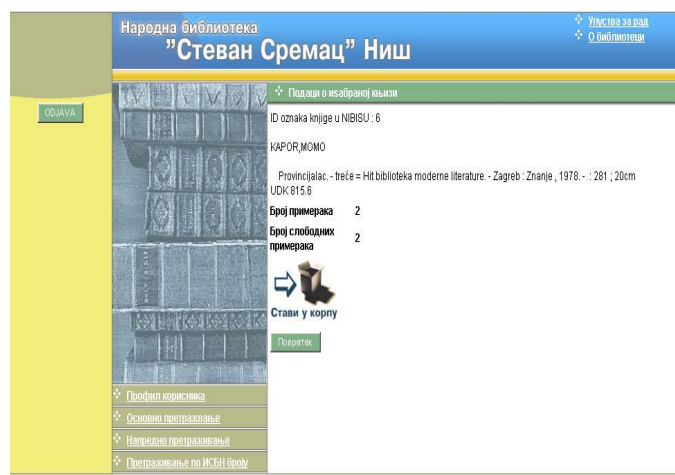 Народна библиотека
"Стеван Сремац" Ниш
Упуства за рад
О библиотеци
ODJAVA
Подаци о изабраној књизи
ID oznaka knjige u NIBISU : 6
KAPOR,MOMO
Provincijalac. - treće = Hit biblioteka moderne literature. - Zagreb : Znanje , 1978. - : 281 ; 20cm
UDK 815.6
Број примерака 2
Број слободних
примерака 2
Стави у корпу
Повратак
Профил корисника
Основно претраживање
Напредно претраживање
Претраживање по ИСБН броју